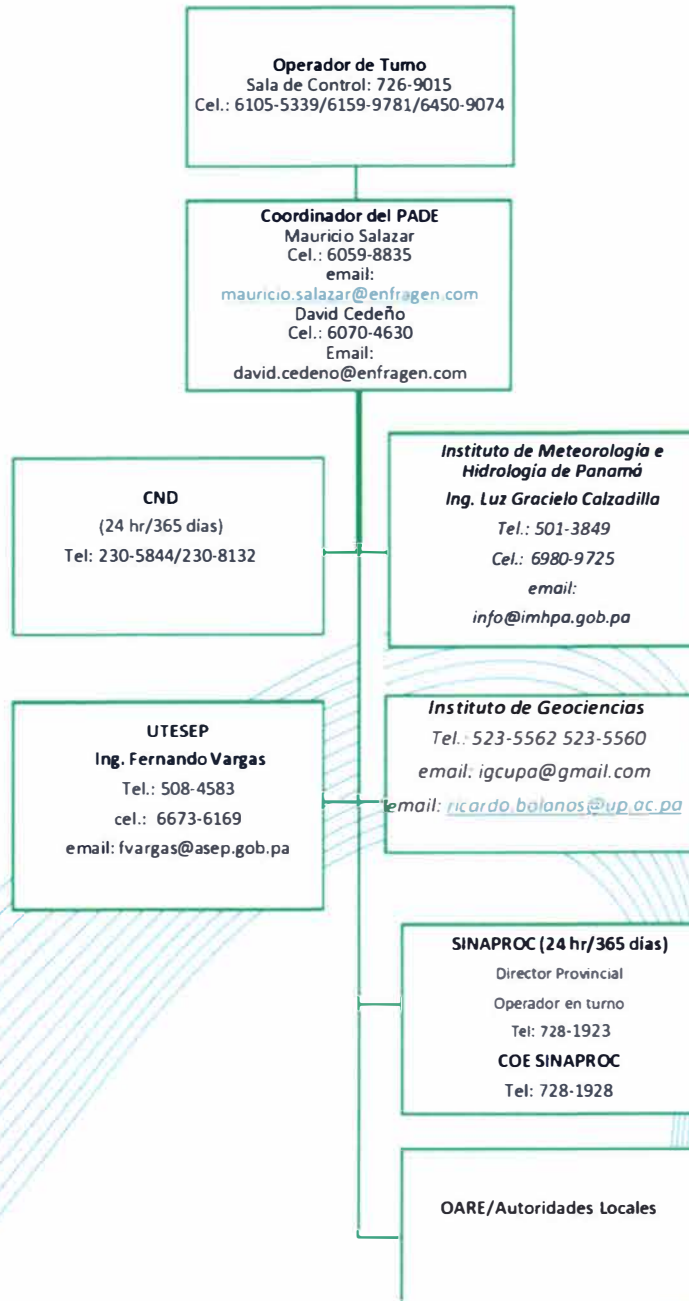 Operador de Turno
Sala de Control: 726-9015
Cel.: 6105-5339/6159-9781/6450-9074
Coordinador del PADE
Mauricio Salazar
Cel.: 6059-8835
email:
mauricio.salazar@enfragen.com
David Cedeño
Cel.: 6070-4630
Email:
david.cedeno@enfragen.com
CND
(24 hr/365 días)
Tel: 230-5844/230-8132
Instituto de Meteorología e
Hidrología de Panamá
Ing. Luz Gracielo Calzadilla
Tel.: 501-3849
Cel.: 6980-9725
email:
info@imhpa.gob.pa
UTESEP
Ing. Fernando Vargas
Tel.: 508-4583
cel.: 6673-6169
email: fvargas@asep.gob.pa
Instituto de Geociencias
Tel.: 523-5562 523-5560
email: igcupa@gmail.com
email: ricardo.bolanos@up.ac.pa
SINAPROC (24 hr/365 días)
Director Provincial
Operador en turno
Tel: 728-1923
COE SINAPROC
Tel: 728-1928
OARE/Autoridades Locales